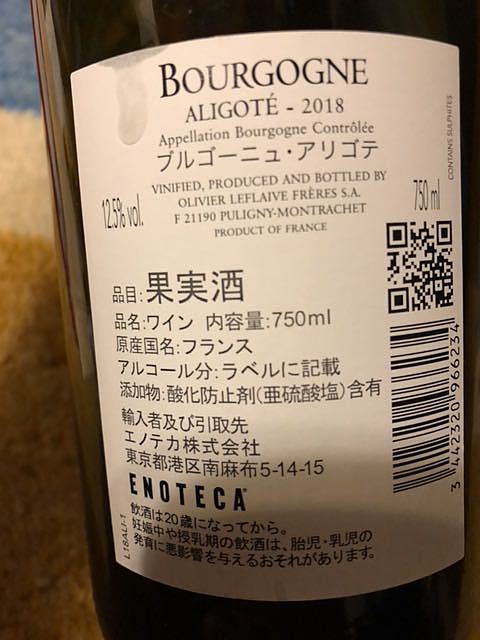 BOURGOGNE
ALIGOTÉ - 2018
Appellation Bourgogne Contrôlée
ブルゴーニュ・アリゴテ
VINIFIED, PRODUCED AND BOTTLED BY
OLIVIER LEFLAIVE FRÈRES S.A.
F 21190 PULIGNY-MONTRACHET
PRODUCT OF FRANCE
12.5% vol.
750 ml
CONTAINS SULPHITES
品目:果実酒
品名:ワイン 内容量:750ml
原産国名:フランス
アルコール分:ラベルに記載
添加物:酸化防止剤(亜硫酸塩)含有
輸入者及び引取先
エノテカ株式会社
東京都港区南麻布5-14-15
ENOTECA
飲酒は20歳になってから。
妊娠中や授乳期の飲酒は、胎児・乳児の
発育に悪影響を与えるおそれがあります。
L18ALI-1
3 442320 966234